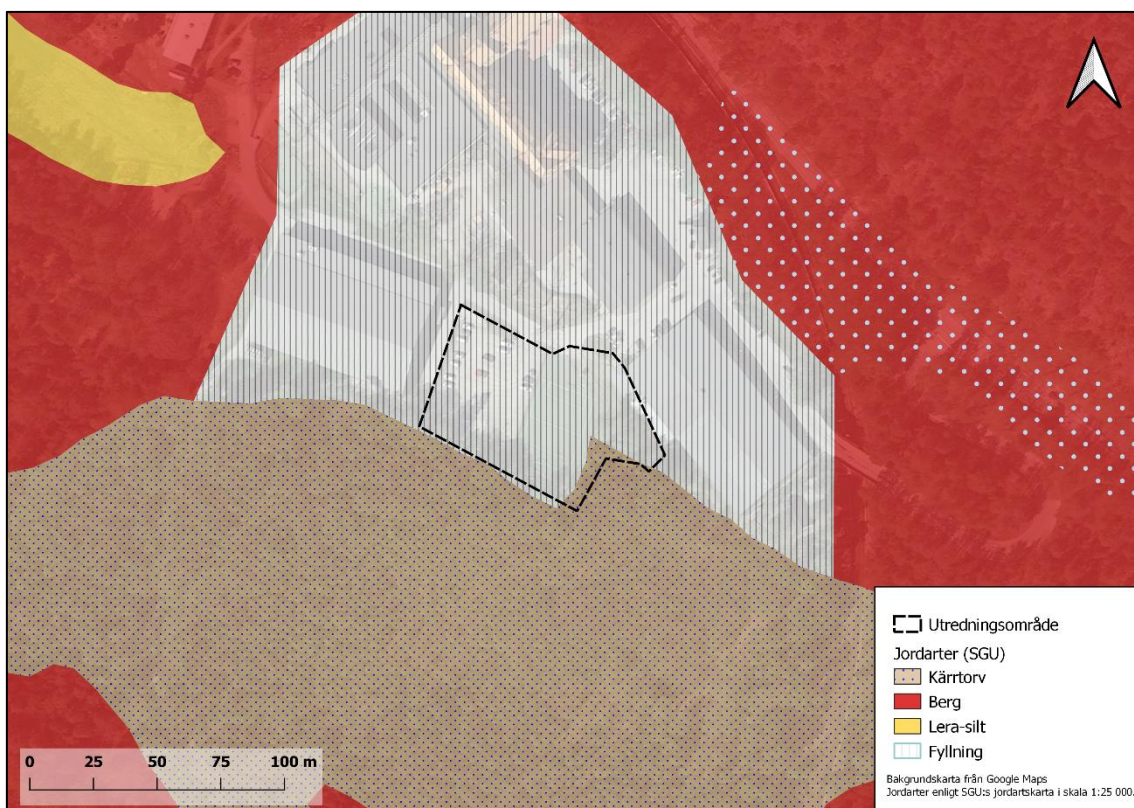 Utredningsområde
Jordarter (SGU)
Kärrtorv
Berg
Lera-silt
Fyllning
Bakgrundskarta från Google Maps
Jordarter enligt SGU:s jordartskarta i skala 1:25 000.
0 25 50 75 100 m